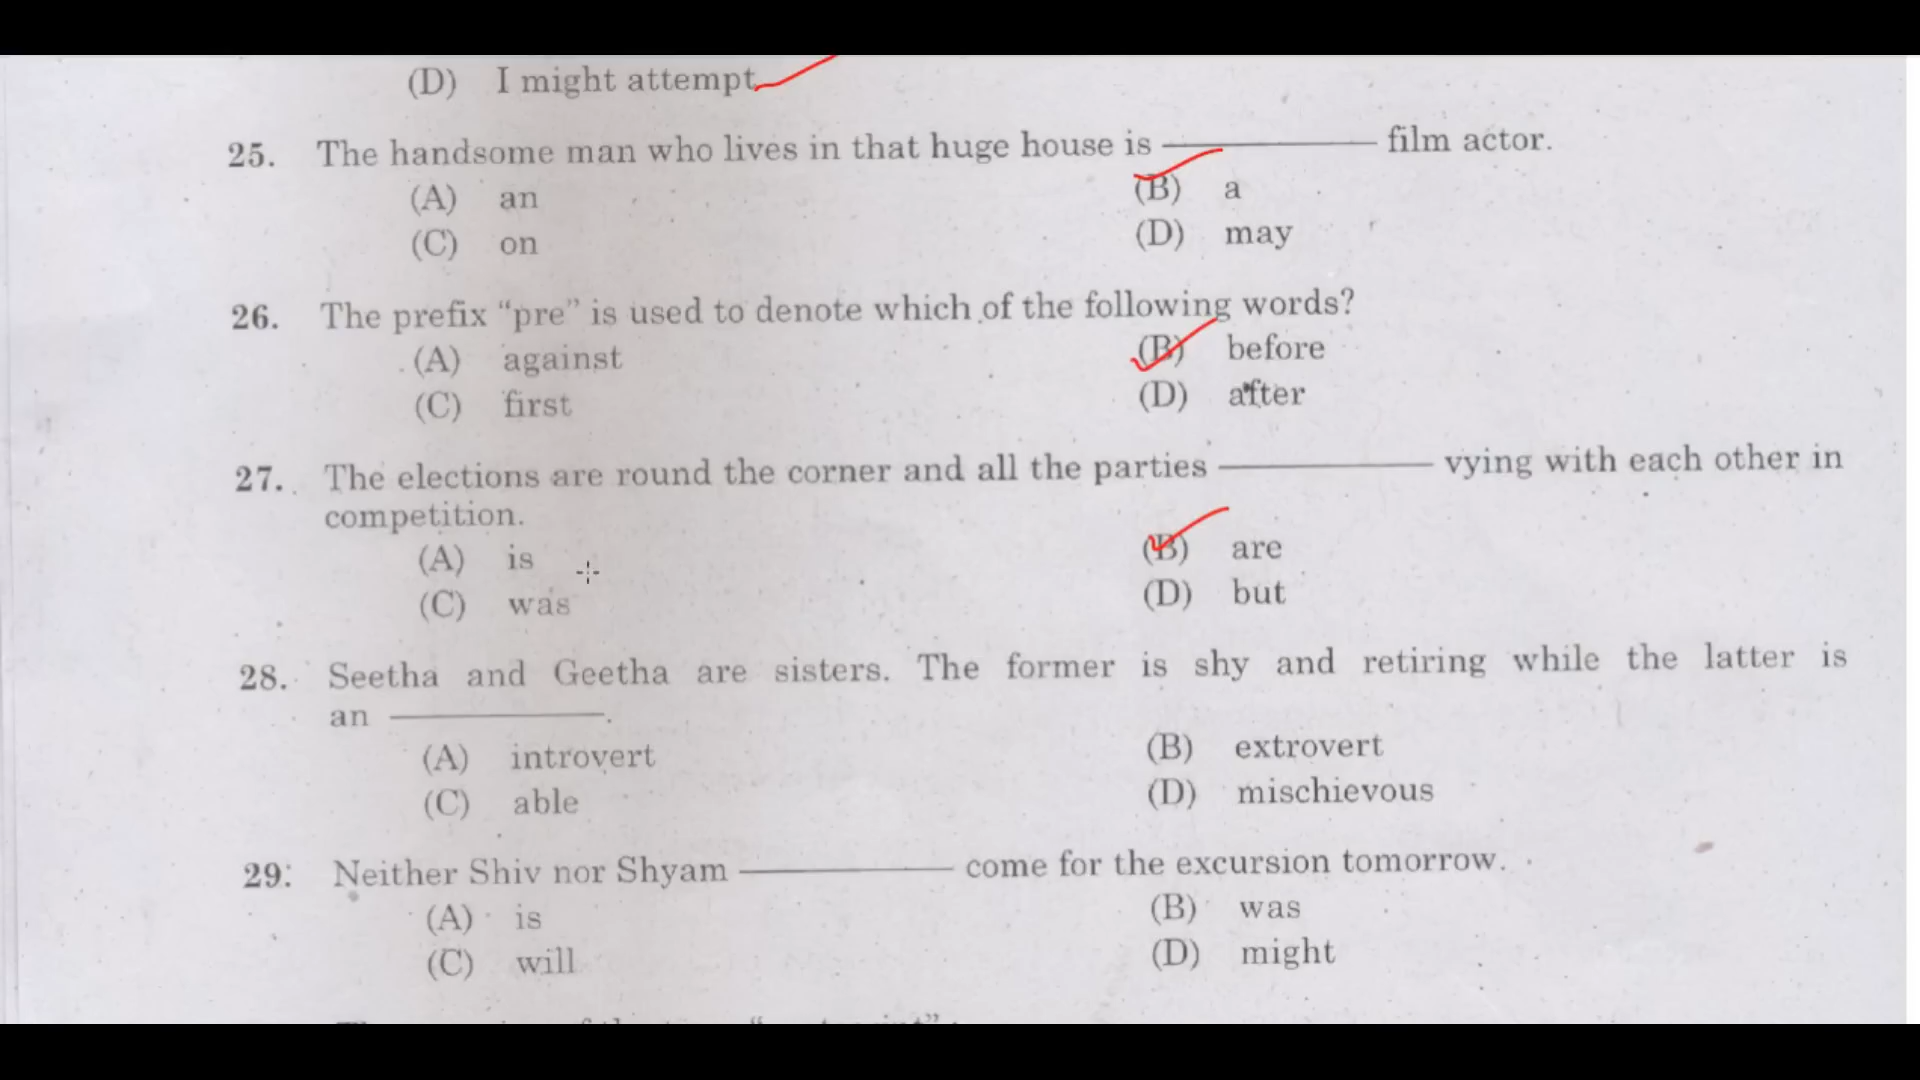 (D) I might attempt
25. The handsome man who lives in that huge house is ———— film actor.
(A) an (B) a
(C) on (D) may
26. The prefix “pre” is used to denote which of the following words?
(A) against (B) before
(C) first (D) after
27. The elections are round the corner and all the parties ———— vying with each other in
competition.
(A) is (B) are
(C) was (D) but
28. Seetha and Geetha are sisters. The former is shy and retiring while the latter is
an ————.
(A) introvert (B) extrovert
(C) able (D) mischievous
29. Neither Shiv nor Shyam ———— come for the excursion tomorrow.
(A) is (B) was
(C) will (D) might